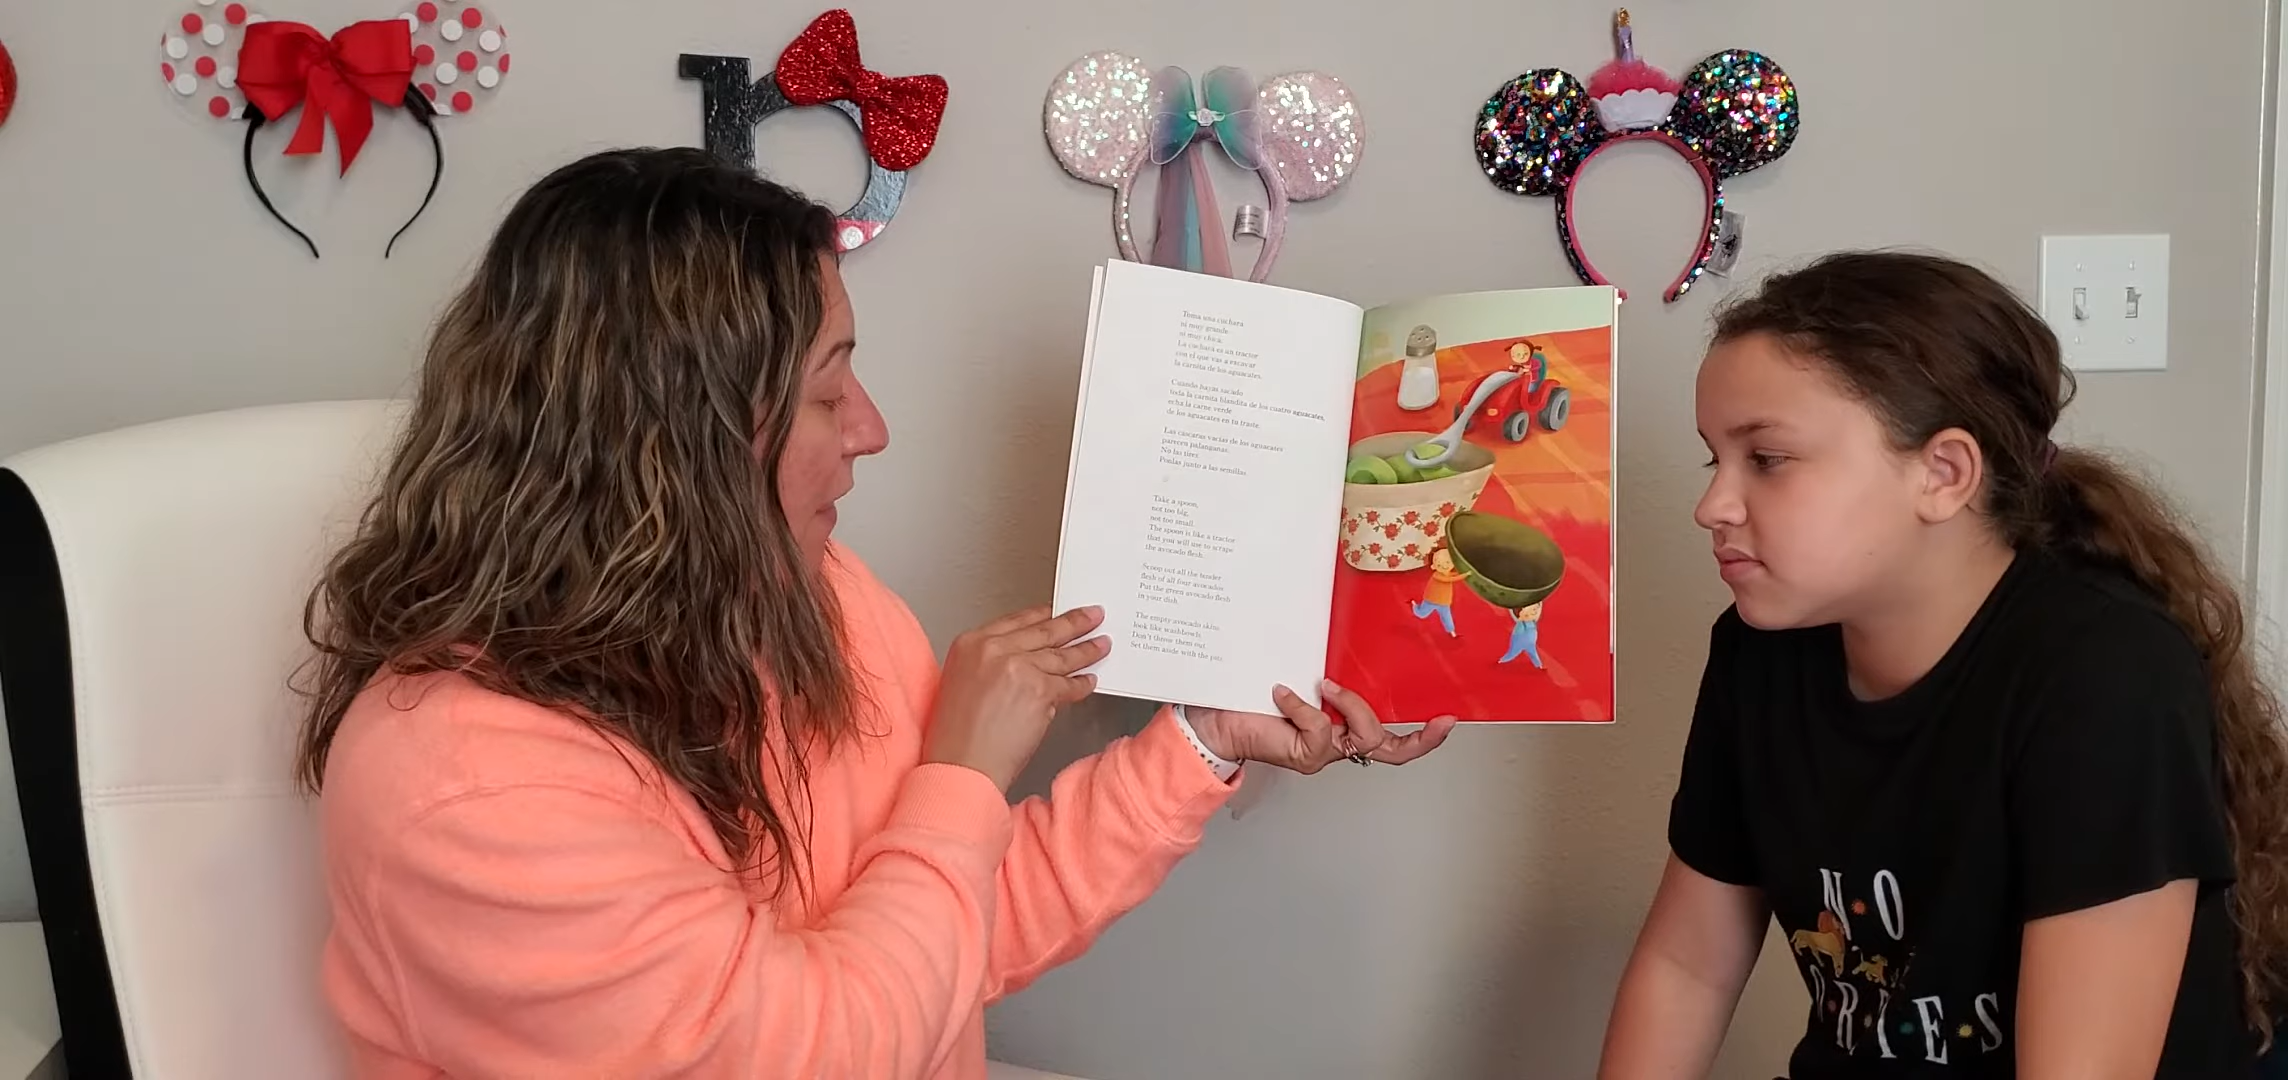 Toma una cuchara
ni muy grande
ni muy chica.
La cuchara es un tractor
con el que vas a excavar
la carnita de los aguacates.
Cuando hayas sacado
toda la carnita blandita de los cuatro aguacates,
echa la carne verde
de los aguacates en tu traste.
Las cáscaras vacías de los aguacates
parecen palanganas.
No las tires.
Ponlas junto a las semillas.
Take a spoon,
not too big,
not too small.
The spoon is like a tractor
that you will use to scrape
the avocado flesh.
Scoop out all the tender
flesh of all four avocados.
Put the green avocado flesh
in your dish.
The empty avocado skins
look like washbowls.
Don't throw them out.
Set them aside with the pits.
NO
ORRIES